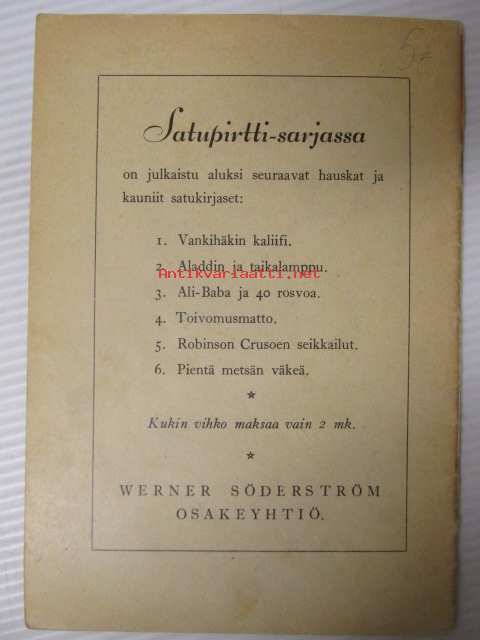 5-
Satupirtti-sarjassa
on julkaistu aluksi seuraavat hauskat ja
kauniit satukirjaset:
1. Vankihäkin kaliifi.
2. Aladdin ja taikalamppu.
Antikvariaatti.net
3. Ali-Baba ja 40 rosvoa.
4. Toivomusmatto.
5. Robinson Crusoen seikkailut.
6. Pientä metsän väkeä.
*
Kukin vihko maksaa vain 2 mk.
*
WERNER SÖDERSTRÖM
OSAKEYHTIÖ.